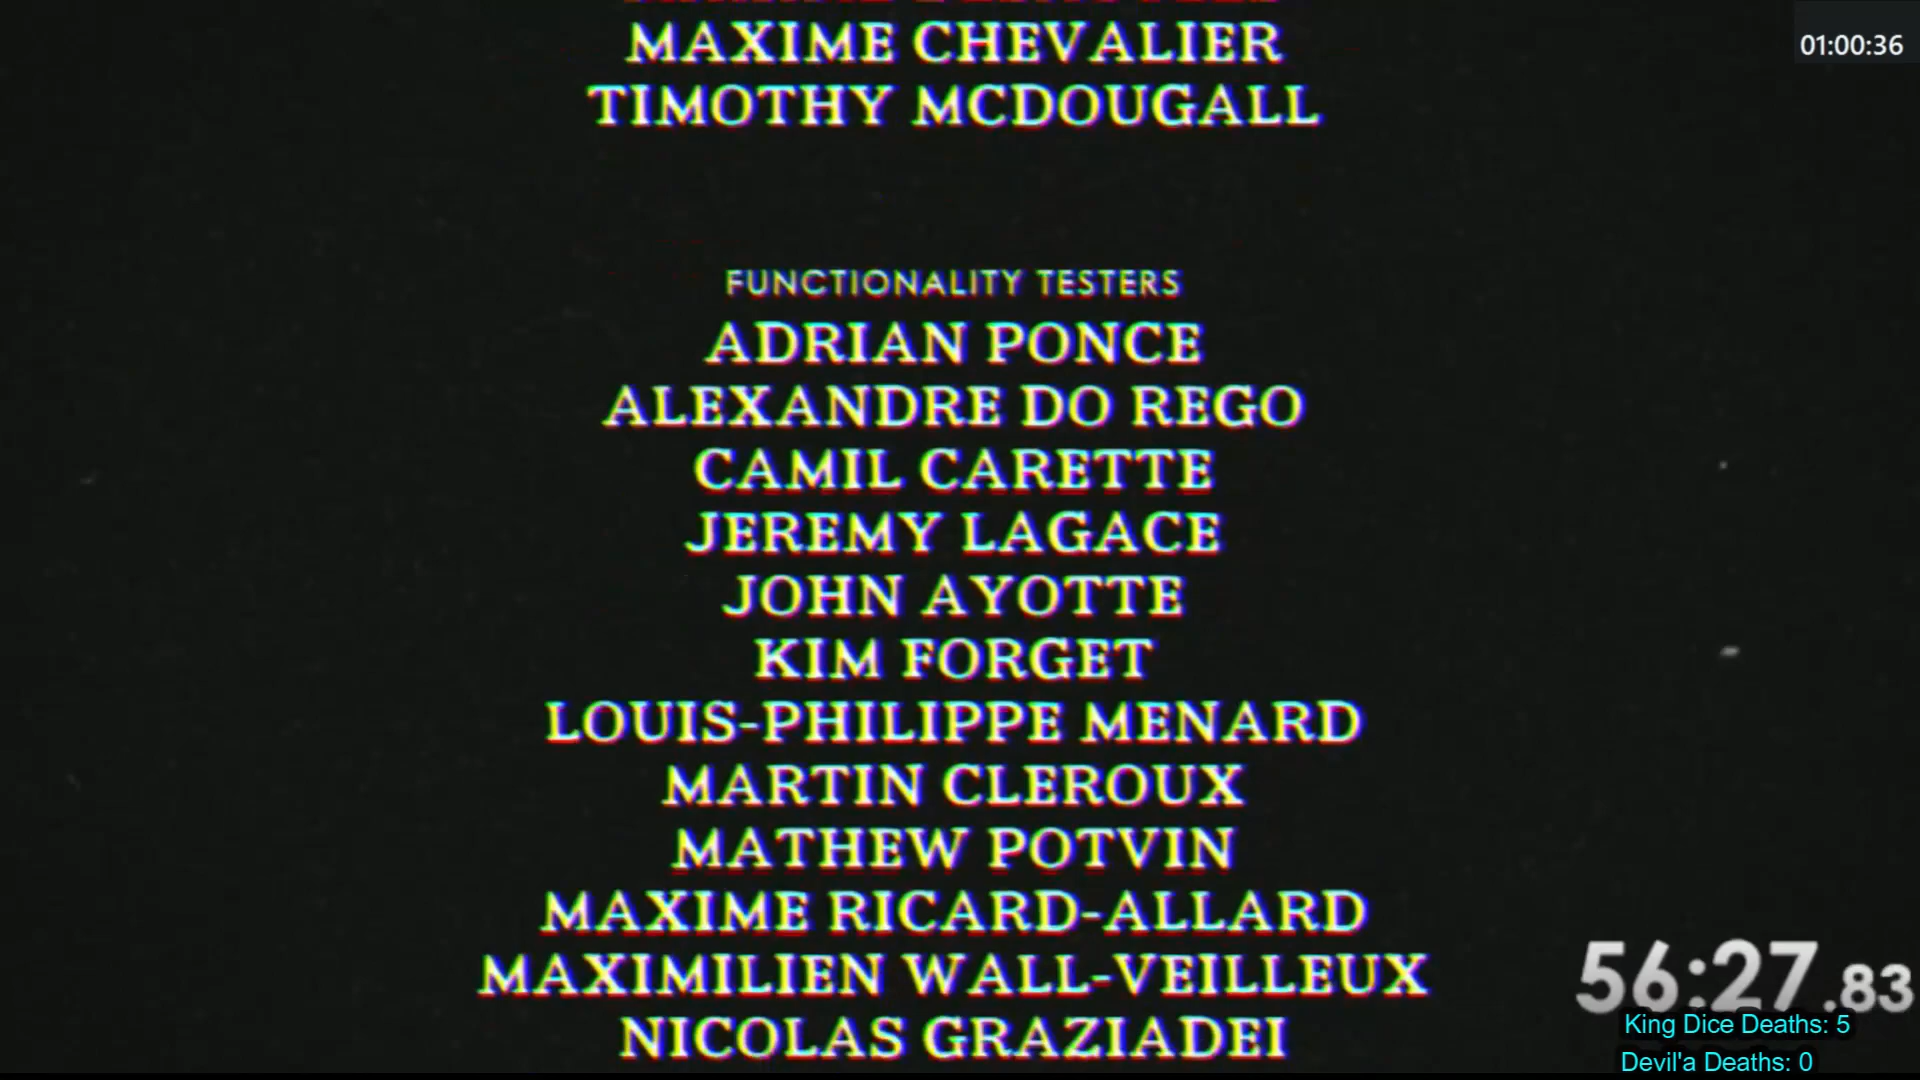 MAXIME CHEVALIER
01:00:36
TIMOTHY MCDOUGALL
FUNCTIONALITY TESTERS
ADRIAN PONCE
ALEXANDRE DO REGO
CAMIL CARETTE
JEREMY LAGACE
JOHN AYOTTE
KIM FORGET
LOUIS-PHILIPPE MENARD
MARTIN CLEROUX
MATHEW POTVIN
MAXIME RICARD-ALLARD
MAXIMILIEN WALL-VEILLEUX
NICOLAS GRAZIADEI
56:27.83
King Dice Deaths: 5
Devil'a Deaths: 0